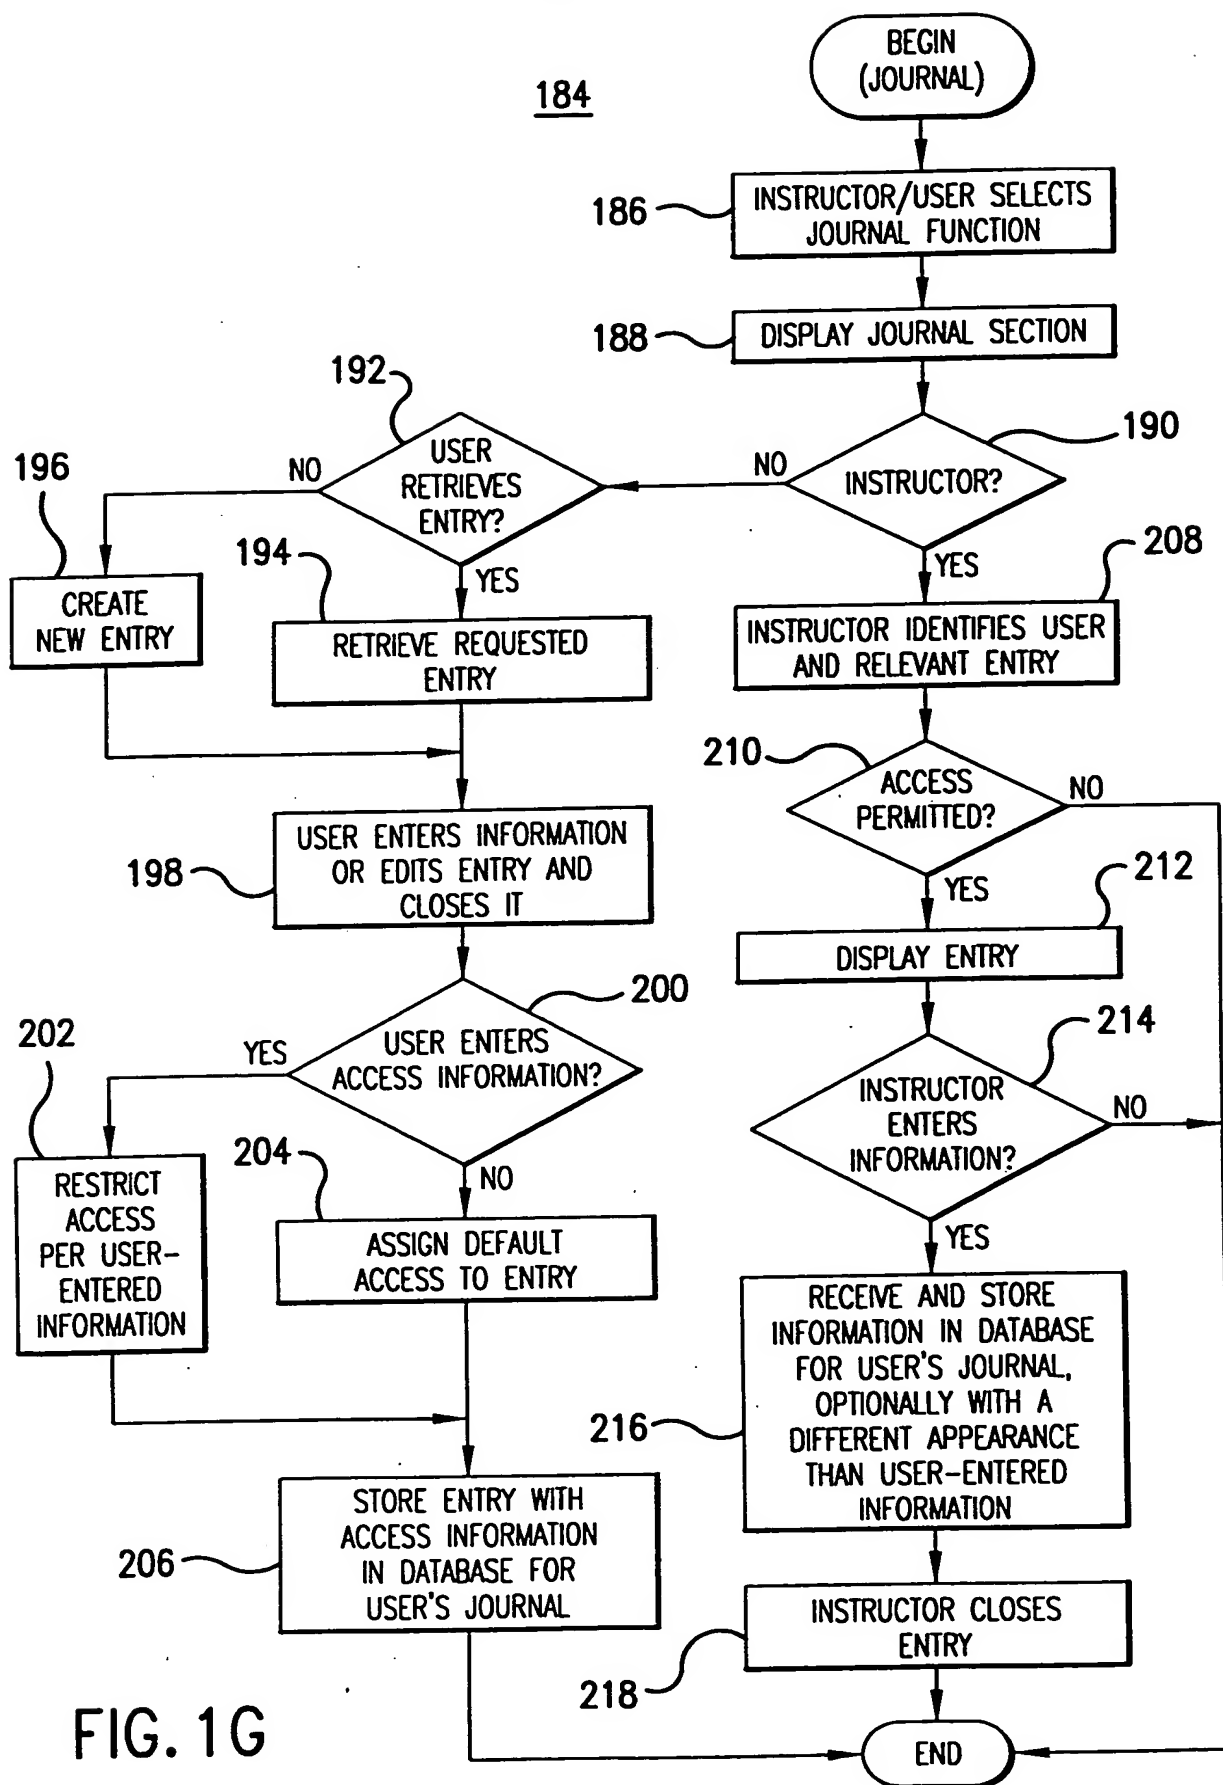 BEGIN
(JOURNAL)
184
186
INSTRUCTOR/USER SELECTS
JOURNAL FUNCTION
188
DISPLAY JOURNAL SECTION
190
INSTRUCTOR?
NO
YES
192
USER
RETRIEVES
ENTRY?
NO
YES
196
CREATE
NEW ENTRY
194
RETRIEVE REQUESTED
ENTRY
198
USER ENTERS INFORMATION
OR EDITS ENTRY AND
CLOSES IT
200
USER ENTERS
ACCESS INFORMATION?
YES
NO
202
RESTRICT
ACCESS
PER USER-
ENTERED
INFORMATION
204
ASSIGN DEFAULT
ACCESS TO ENTRY
206
STORE ENTRY WITH
ACCESS INFORMATION
IN DATABASE FOR
USER'S JOURNAL
208
INSTRUCTOR IDENTIFIES USER
AND RELEVANT ENTRY
210
ACCESS
PERMITTED?
NO
YES
212
DISPLAY ENTRY
214
INSTRUCTOR
ENTERS
INFORMATION?
NO
YES
216
RECEIVE AND STORE
INFORMATION IN DATABASE
FOR USER'S JOURNAL,
OPTIONALLY WITH A
DIFFERENT APPEARANCE
THAN USER-ENTERED
INFORMATION
218
INSTRUCTOR CLOSES
ENTRY
END
FIG. 1G